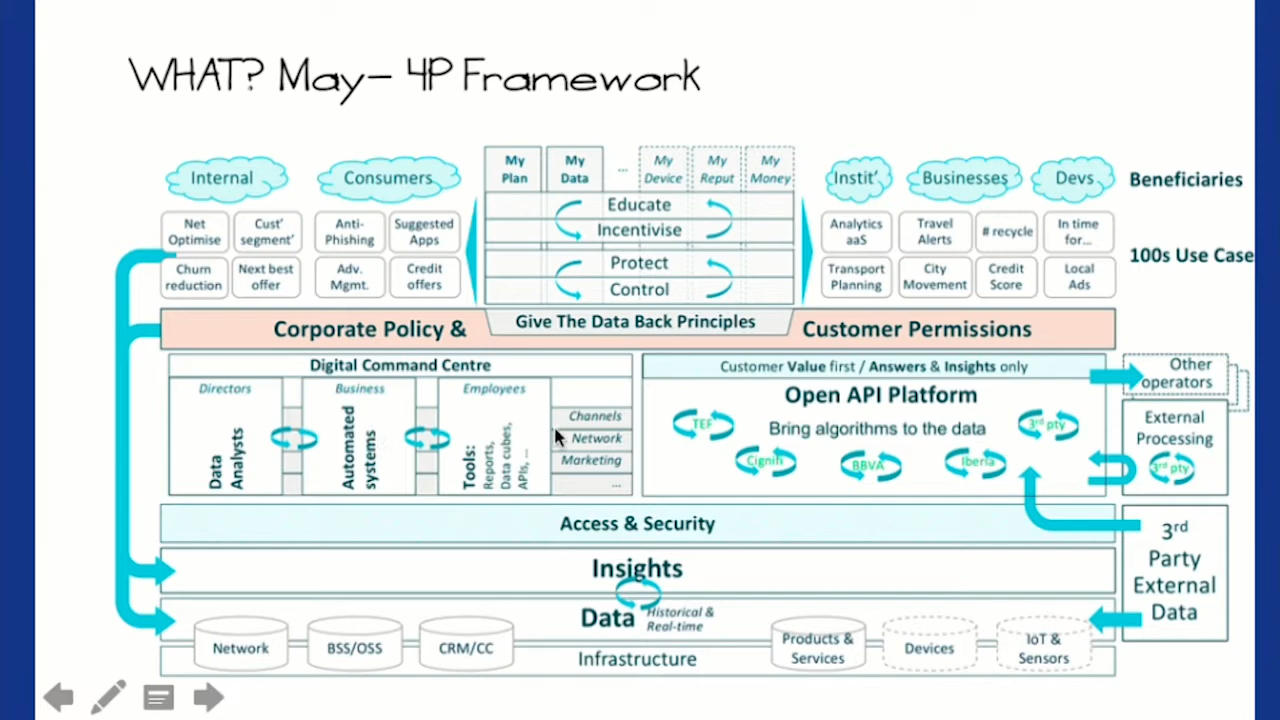 WHAT? May- 4P Framework
Internal
Consumers
My
Plan
My
Data
...
My
Device
My
Reput
My
Money
Instit'
Businesses
Devs
Beneficiaries
Net
Optimise
Cust'
segment'
Anti-
Phishing
Suggested
Apps
Educate
Incentivise
Analytics
aaS
Travel
Alerts
# recycle
In time
for...
100s Use Case
Churn
reduction
Next best
offer
Adv.
Mgmt.
Credit
offers
Protect
Control
Transport
Planning
City
Movement
Credit
Score
Local
Ads
Corporate Policy &
Give The Data Back Principles
Customer Permissions
Digital Command Centre
Directors
Data
Analysts
Business
Automated
systems
Employees
Tools:
Reports,
Data cubes,
APIs, ...
Channels
Network
Marketing
...
Customer Value first / Answers & Insights only
Open API Platform
Bring algorithms to the data
TEF
3rd pty
Cignifi
BBVA
Iberia
Other
operators
External
Processing
3rd pty
Access & Security
Insights
Data
Historical &
Real-time
3rd
Party
External
Data
Network
BSS/OSS
CRM/CC
Infrastructure
Products &
Services
Devices
IoT &
Sensors